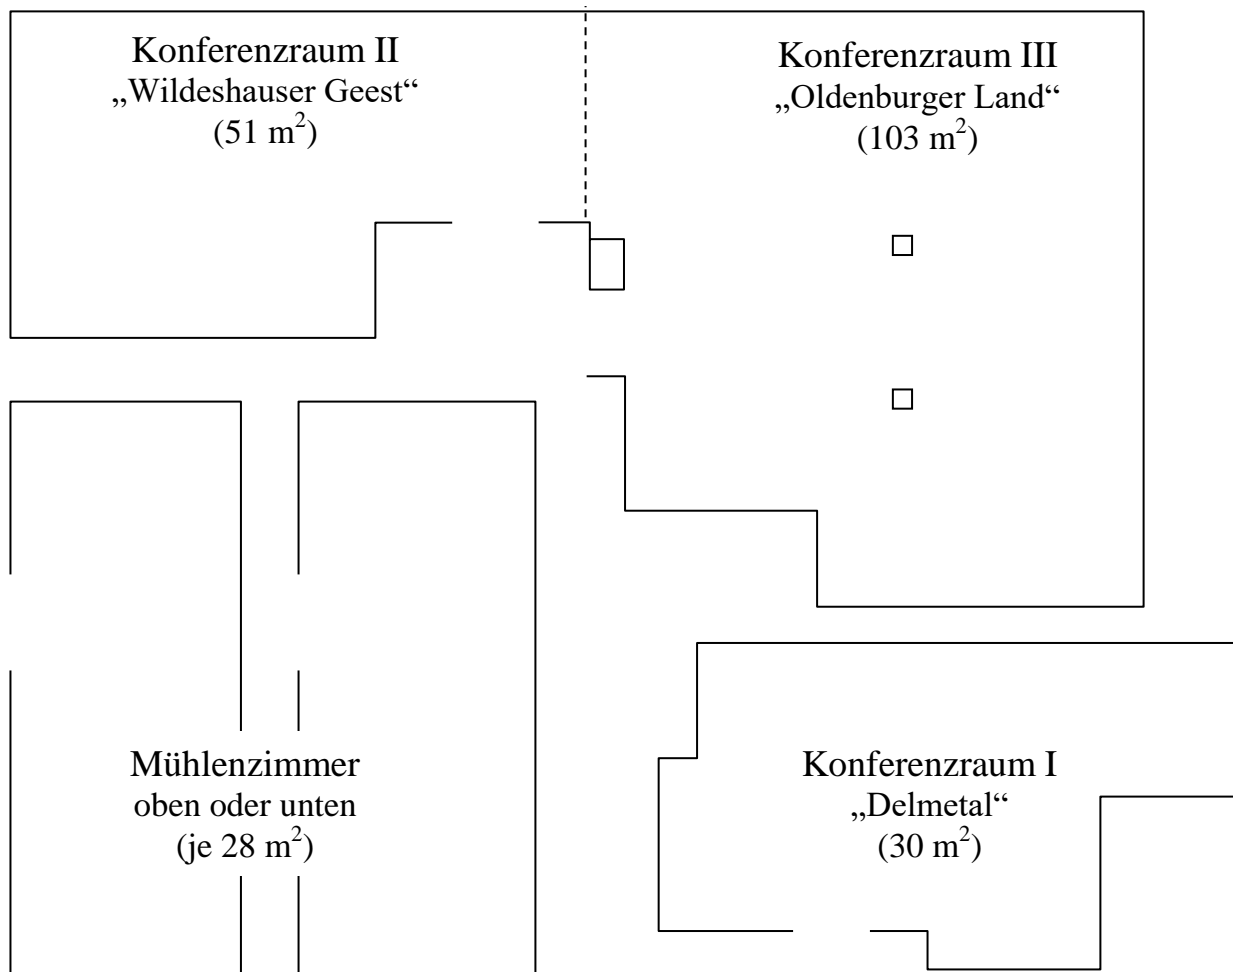 Konferenzraum II
„Wildeshauser Geest“
(51 m²)
Konferenzraum III
„Oldenburger Land“
(103 m²)
Mühlenzimmer
oben oder unten
(je 28 m²)
Konferenzraum I
„Delmetal“
(30 m²)